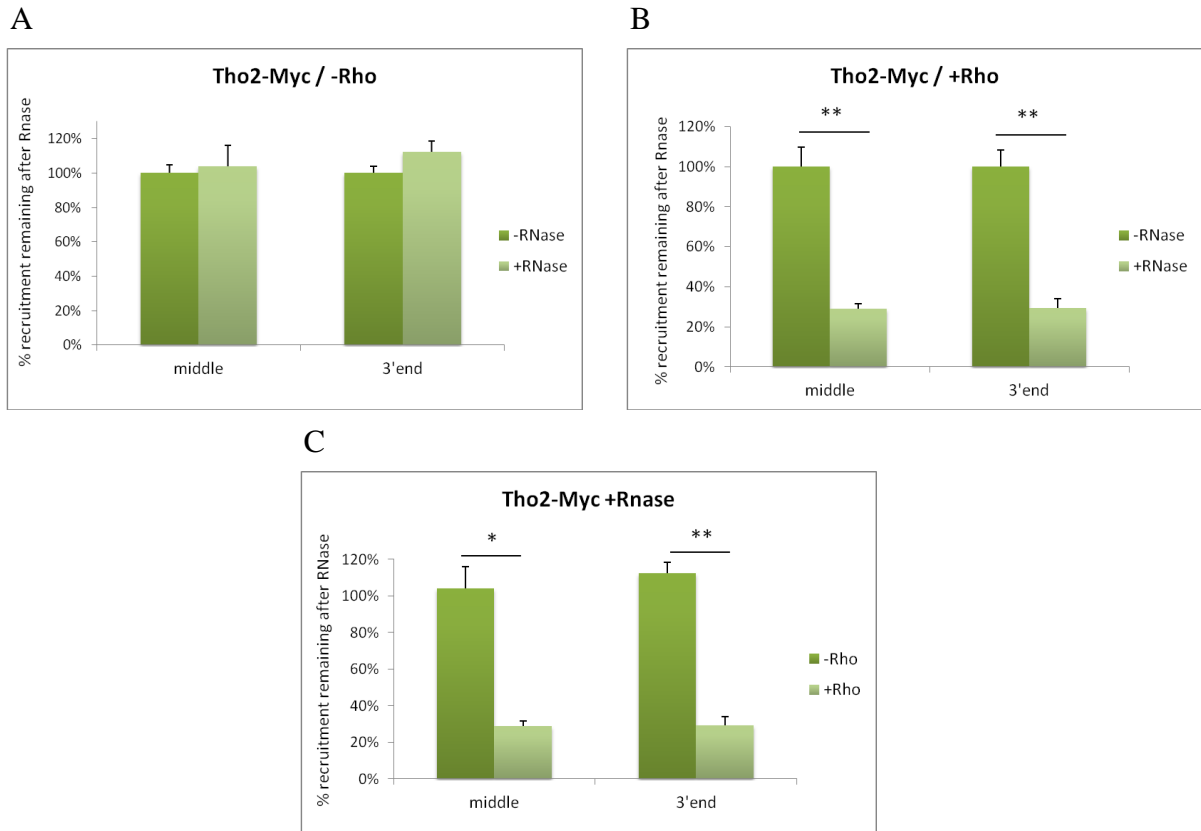 A
Tho2-Myc / -Rho
% recruitment remaining after Rnase
120%
100%
80%
60%
40%
20%
0%
middle
3'end
-RNase
+RNase
B
Tho2-Myc / +Rho
% recruitment remaining after RNase
120%
100%
80%
60%
40%
20%
0%
**
**
middle
3'end
-RNase
+RNase
C
Tho2-Myc +Rnase
% recruitment remaining after RNase
120%
100%
80%
60%
40%
20%
0%
*
**
middle
3'end
-Rho
+Rho